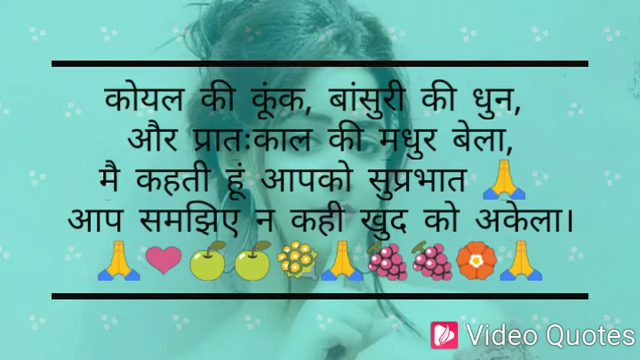 कोयल की कूंक, बांसुरी की धुन,
और प्रातःकाल की मधुर बेला,
मै कहती हूं आपको सुप्रभात 🙏
आप समझिए न कही खुद को अकेला।
🙏❤🍏🍏💐🙏🍇🍇🏵🙏
Video Quotes